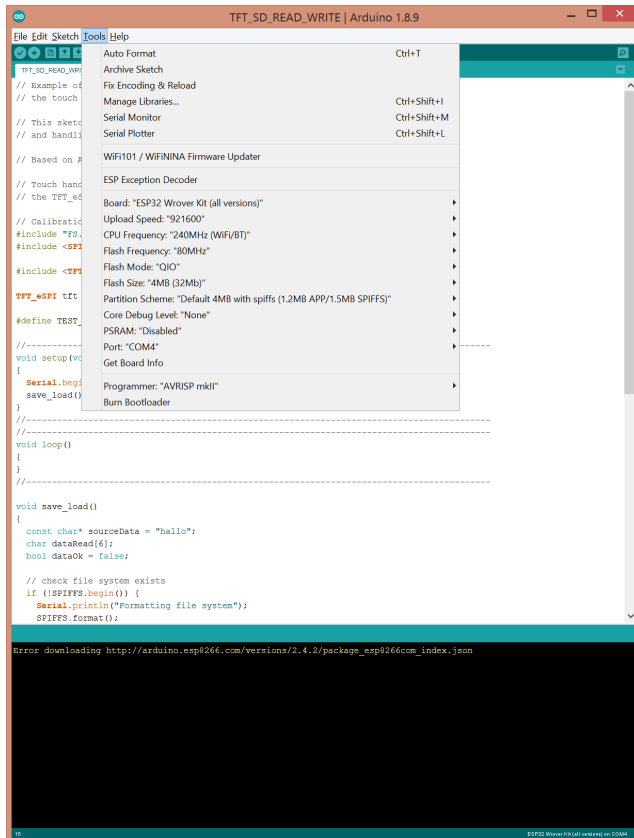 TFT_SD_READ_WRITE | Arduino 1.8.9
File Edit Sketch Tools Help
TFT_SD_READ_WRI
Auto Format Ctrl+T
Archive Sketch
Fix Encoding & Reload
Manage Libraries... Ctrl+Shift+I
Serial Monitor Ctrl+Shift+M
Serial Plotter Ctrl+Shift+L
WiFi101 / WiFiNINA Firmware Updater
ESP Exception Decoder
Board: "ESP32 Wrover Kit (all versions)"
Upload Speed: "921600"
CPU Frequency: "240MHz (WiFi/BT)"
Flash Frequency: "80MHz"
Flash Mode: "QIO"
Flash Size: "4MB (32Mb)"
Partition Scheme: "Default 4MB with spiffs (1.2MB APP/1.5MB SPIFFS)"
Core Debug Level: "None"
PSRAM: "Disabled"
Port: "COM4"
Get Board Info
Programmer: "AVRISP mkII"
Burn Bootloader
// Example of
// the touch
// This sketc
// and handli
// Based on A
// Touch hand
// the TFT_eS
// Calibratio
#include "FS.
#include <SPI
#include <TFT
TFT_eSPI tft
#define TEST_
//----------------------------------------------------------------------
void setup(vo
{
Serial.begi
save_load()
}
//----------------------------------------------------------------------
//----------------------------------------------------------------------
void loop()
{
}
//----------------------------------------------------------------------
void save_load()
{
const char* sourceData = "hallo";
char dataRead[6];
bool dataOk = false;
// check file system exists
if (!SPIFFS.begin()) {
Serial.println("Formatting file system");
SPIFFS.format();
Error downloading http://arduino.esp8266.com/versions/2.4.2/package_esp8266com_index.json
15 ESP32 Wrover Kit (all versions) on COM4